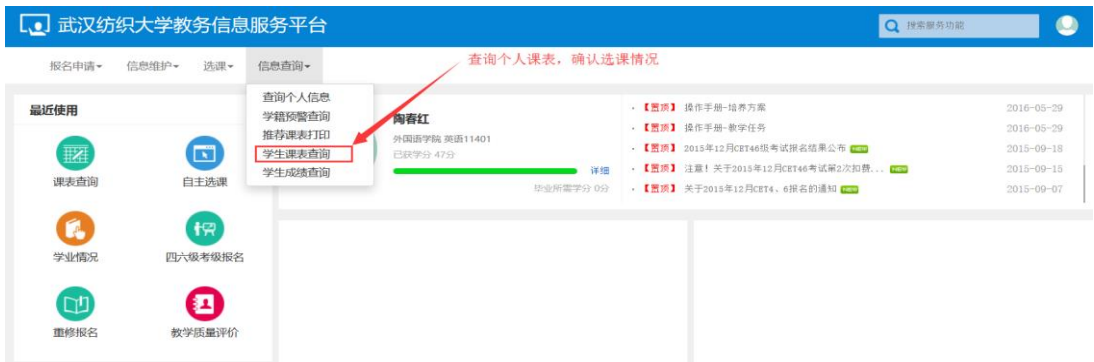 武汉纺织大学教务信息服务平台
搜索服务功能
报名申请 信息维护 选课 信息查询
查询个人课表，确认选课情况
查询个人信息
学籍预警查询
推荐课表打印
学生课表查询
学生成绩查询
最近使用
课表查询 自主选课
学业情况 四六级考级报名
重修报名 教学质量评价
陶春红
外国语学院 英语11401
已获学分 47分
详细
毕业所需学分 0分
·【置顶】 操作手册-培养方案 2016-05-29
·【置顶】 操作手册-教学任务 2016-05-29
·【置顶】 2015年12月CET46级考试报名结果公布 NEW 2015-09-18
·【置顶】 注意！关于2015年12月CET46考试第2次扣费... NEW 2015-09-15
·【置顶】 关于2015年12月CET4、6报名的通知 NEW 2015-09-07